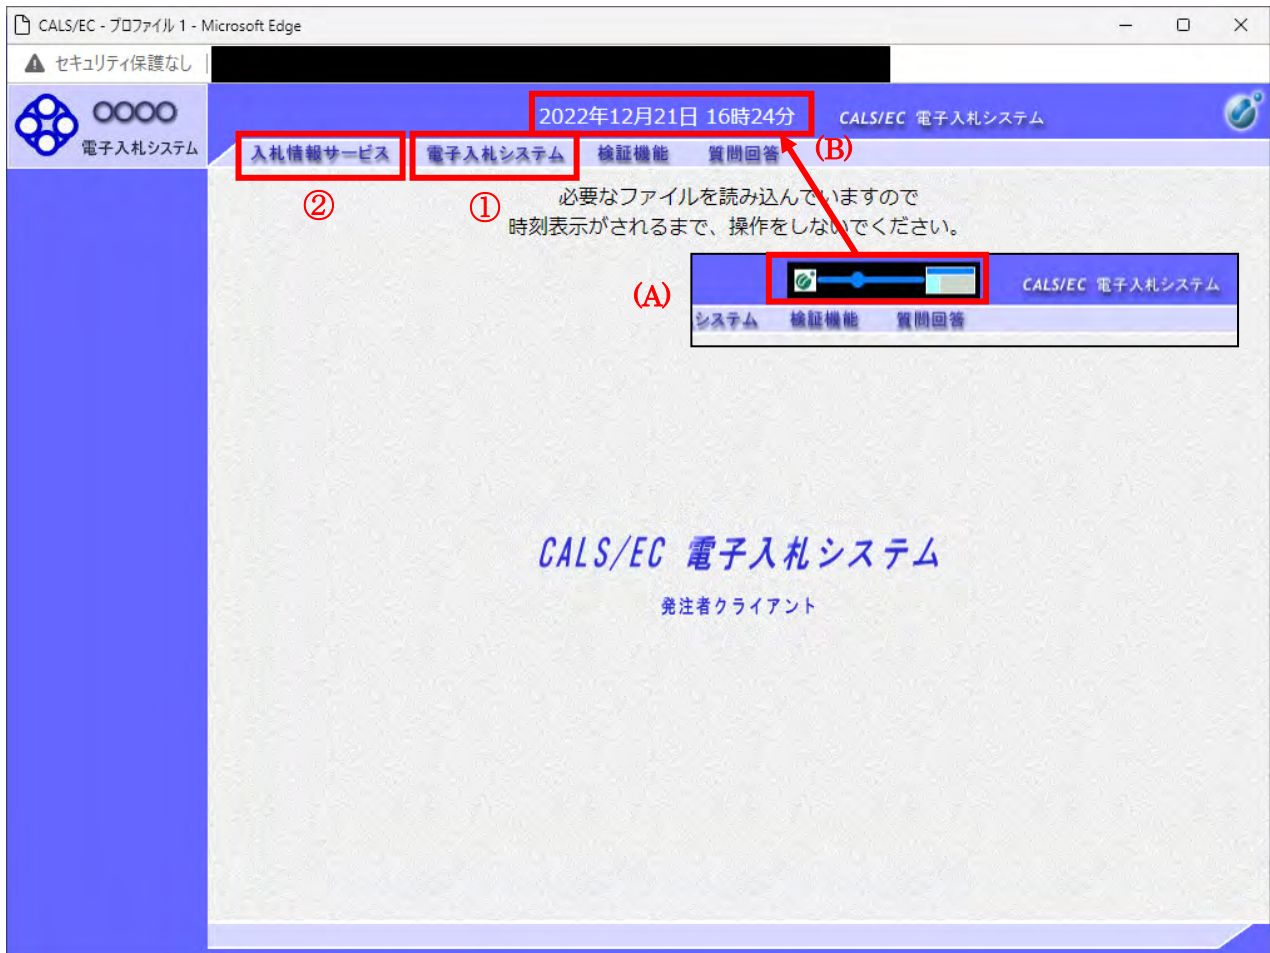 CALS/EC - プロファイル 1 - Microsoft Edge
セキュリティ保護なし
OOOO
電子入札システム
2022年12月21日 16時24分
CALS/EC 電子入札システム
入札情報サービス
電子入札システム
検証機能
質問回答
(B)
②
①
必要なファイルを読み込んでいますので
時刻表示がされるまで、操作をしないでください。
(A)
CALS/EC 電子入札システム
システム
検証機能
質問回答
CALS/EC 電子入札システム
発注者クライアント